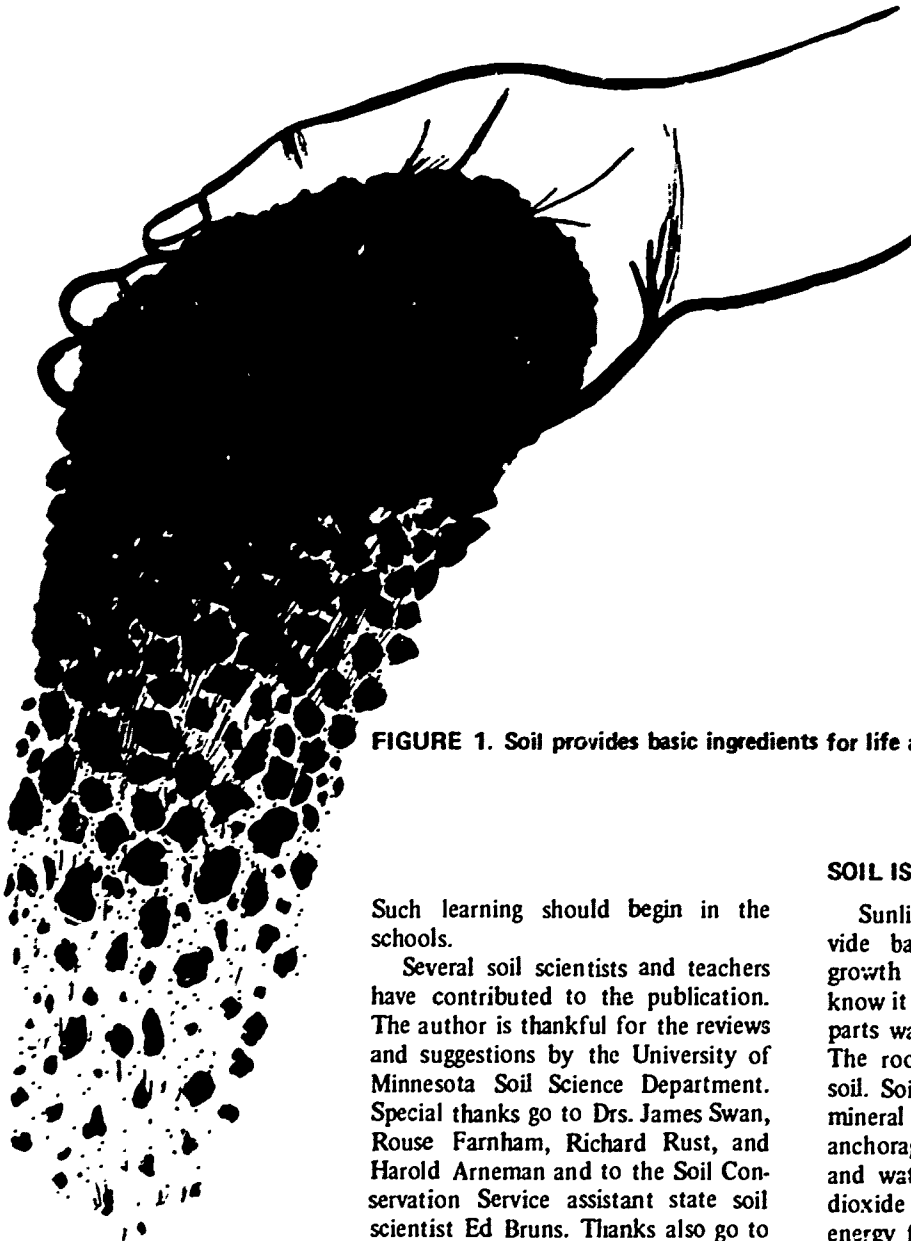 FIGURE 1. Soil provides basic ingredients for life a
Such learning should begin in the
schools.
Several soil scientists and teachers
have contributed to the publication.
The author is thankful for the reviews
and suggestions by the University of
Minnesota Soil Science Department.
Special thanks go to Drs. James Swan,
Rouse Farnham, Richard Rust, and
Harold Arneman and to the Soil Con-
servation Service assistant state soil
scientist Ed Bruns. Thanks also go to
SOIL IS
Sunli
vide ba
growth
know it
parts wa
The roo
soil. Soi
mineral
anchorag
and wat
dioxide
energy f